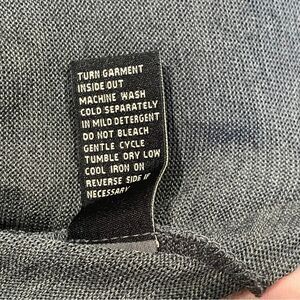 TURN GARMENT
INSIDE OUT
MACHINE WASH
COLD SEPARATELY
IN MILD DETERGENT
DO NOT BLEACH
GENTLE CYCLE
TUMBLE DRY LOW
COOL IRON ON
REVERSE SIDE IF
NECESSARY